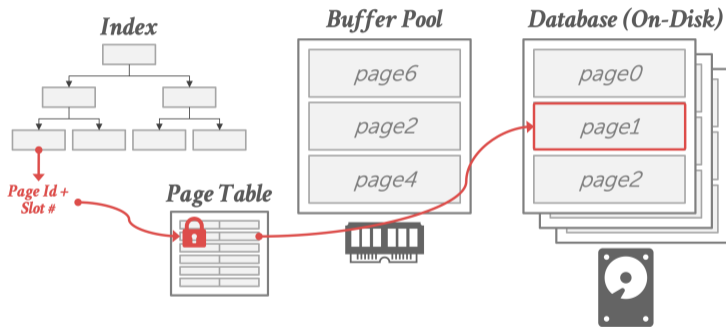 Index
Buffer Pool
Database (On-Disk)
page6
page2
page4
page0
page1
page2
Page Id +
Slot #
Page Table